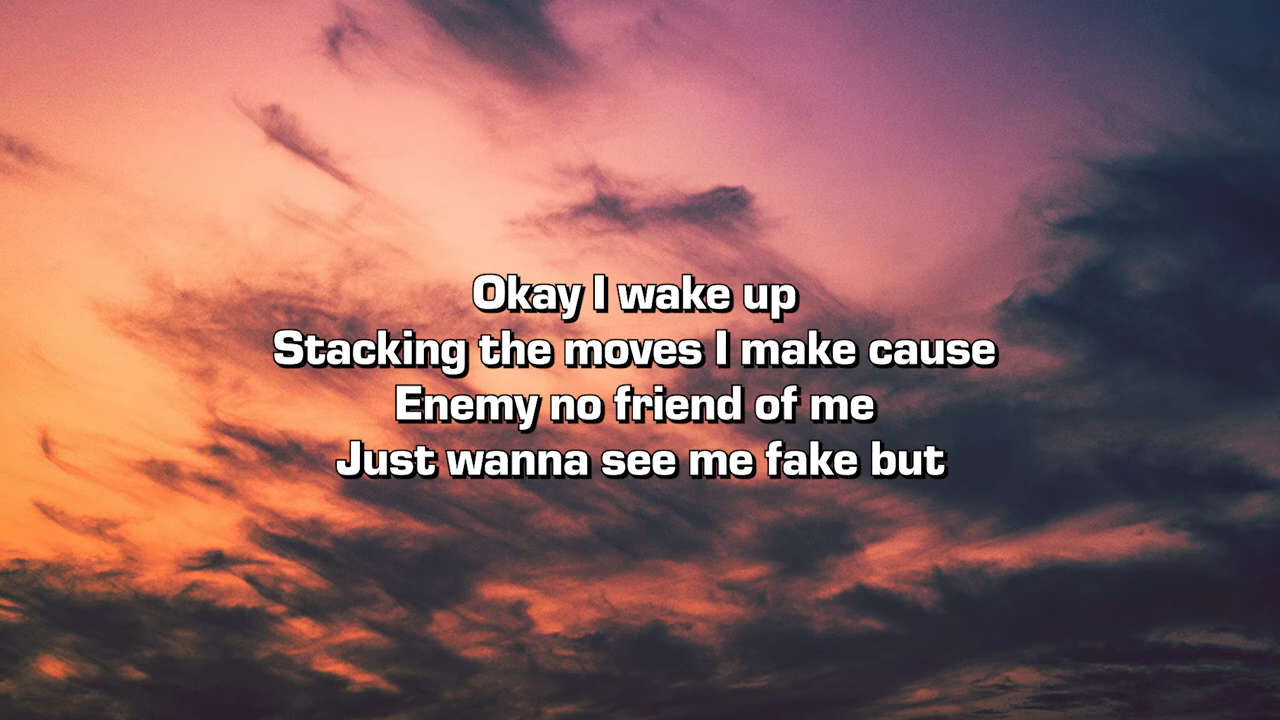 Okay I wake up
Stacking the moves I make cause
Enemy no friend of me
Just wanna see me fake but